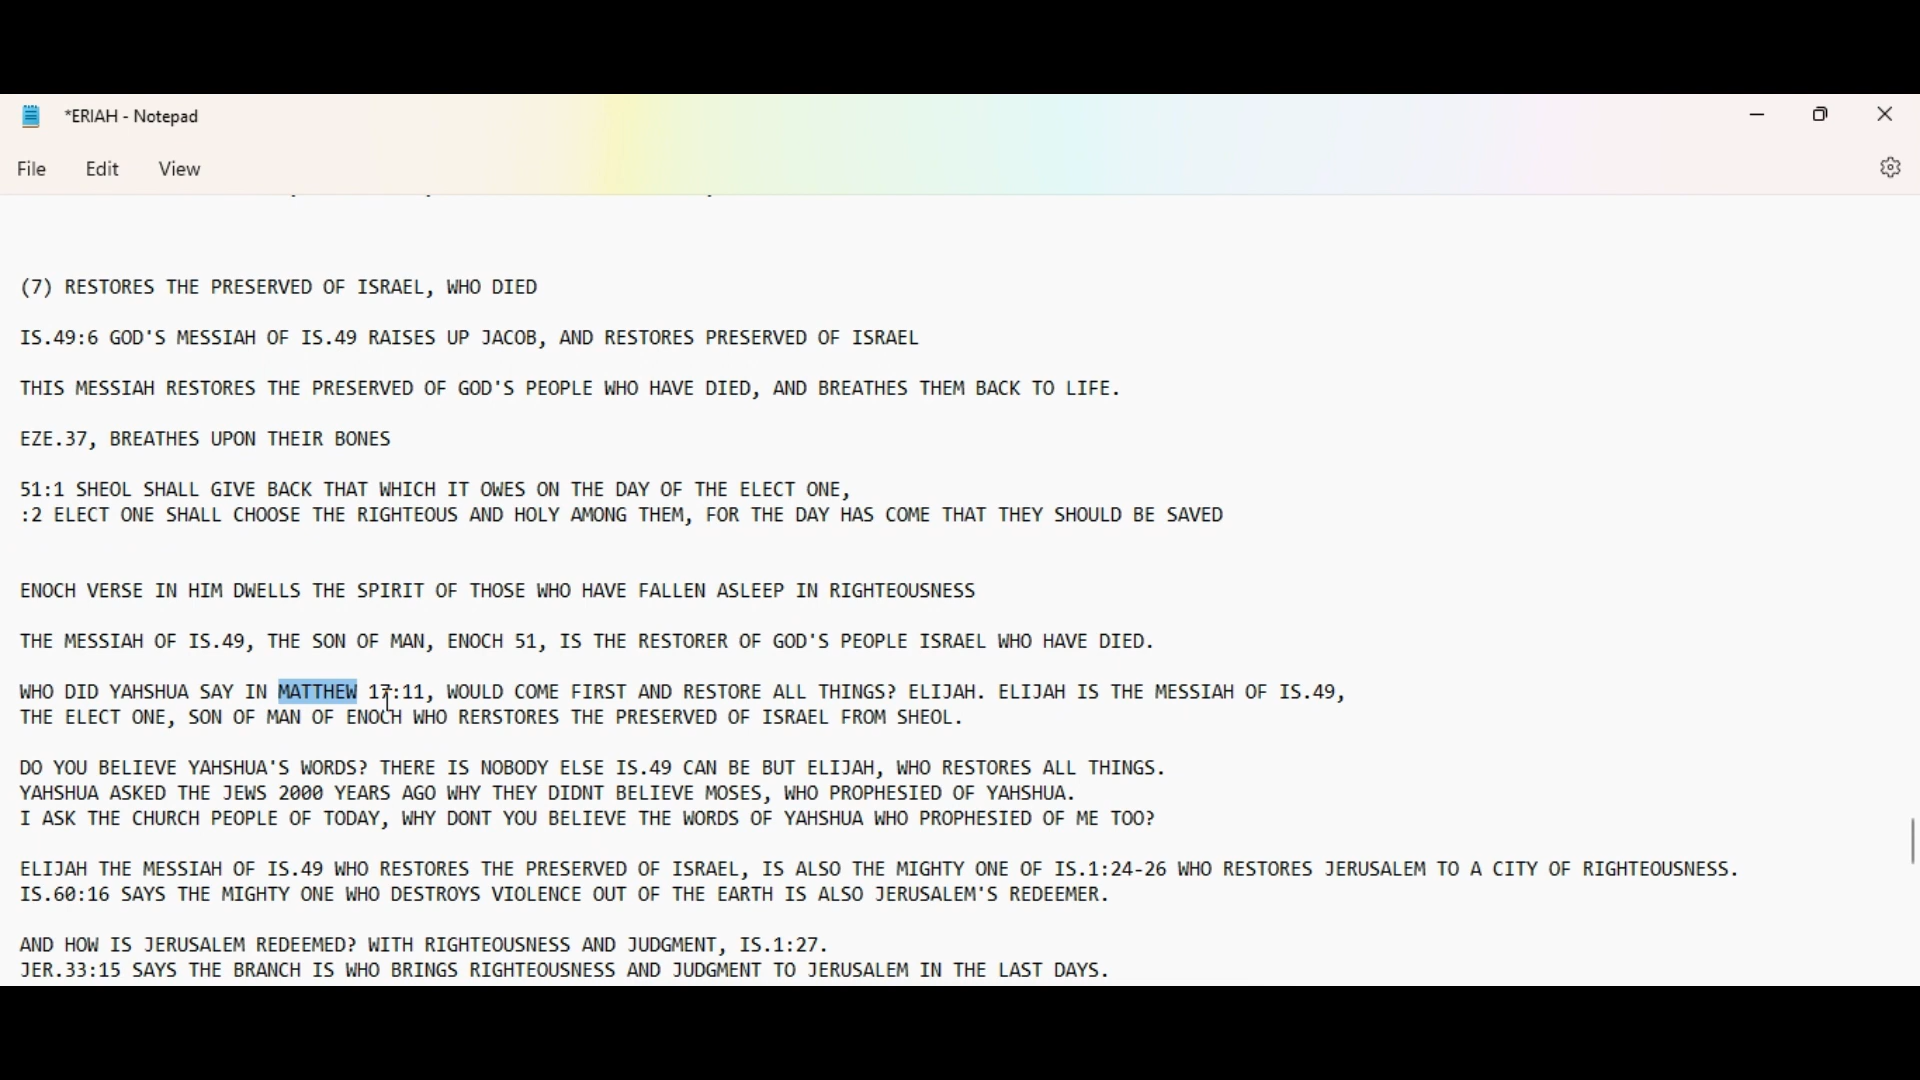 *ERIAH - Notepad
File Edit View
(7) RESTORES THE PRESERVED OF ISRAEL, WHO DIED
IS.49:6 GOD'S MESSIAH OF IS.49 RAISES UP JACOB, AND RESTORES PRESERVED OF ISRAEL
THIS MESSIAH RESTORES THE PRESERVED OF GOD'S PEOPLE WHO HAVE DIED, AND BREATHES THEM BACK TO LIFE.
EZE.37, BREATHES UPON THEIR BONES
51:1 SHEOL SHALL GIVE BACK THAT WHICH IT OWES ON THE DAY OF THE ELECT ONE,
:2 ELECT ONE SHALL CHOOSE THE RIGHTEOUS AND HOLY AMONG THEM, FOR THE DAY HAS COME THAT THEY SHOULD BE SAVED
ENOCH VERSE IN HIM DWELLS THE SPIRIT OF THOSE WHO HAVE FALLEN ASLEEP IN RIGHTEOUSNESS
THE MESSIAH OF IS.49, THE SON OF MAN, ENOCH 51, IS THE RESTORER OF GOD'S PEOPLE ISRAEL WHO HAVE DIED.
WHO DID YAHSHUA SAY IN MATTHEW 17:11, WOULD COME FIRST AND RESTORE ALL THINGS? ELIJAH. ELIJAH IS THE MESSIAH OF IS.49,
THE ELECT ONE, SON OF MAN OF ENOCH WHO RERSTORES THE PRESERVED OF ISRAEL FROM SHEOL.
DO YOU BELIEVE YAHSHUA'S WORDS? THERE IS NOBODY ELSE IS.49 CAN BE BUT ELIJAH, WHO RESTORES ALL THINGS.
YAHSHUA ASKED THE JEWS 2000 YEARS AGO WHY THEY DIDNT BELIEVE MOSES, WHO PROPHESIED OF YAHSHUA.
I ASK THE CHURCH PEOPLE OF TODAY, WHY DONT YOU BELIEVE THE WORDS OF YAHSHUA WHO PROPHESIED OF ME TOO?
ELIJAH THE MESSIAH OF IS.49 WHO RESTORES THE PRESERVED OF ISRAEL, IS ALSO THE MIGHTY ONE OF IS.1:24-26 WHO RESTORES JERUSALEM TO A CITY OF RIGHTEOUSNESS.
IS.60:16 SAYS THE MIGHTY ONE WHO DESTROYS VIOLENCE OUT OF THE EARTH IS ALSO JERUSALEM'S REDEEMER.
AND HOW IS JERUSALEM REDEEMED? WITH RIGHTEOUSNESS AND JUDGMENT, IS.1:27.
JER.33:15 SAYS THE BRANCH IS WHO BRINGS RIGHTEOUSNESS AND JUDGMENT TO JERUSALEM IN THE LAST DAYS.